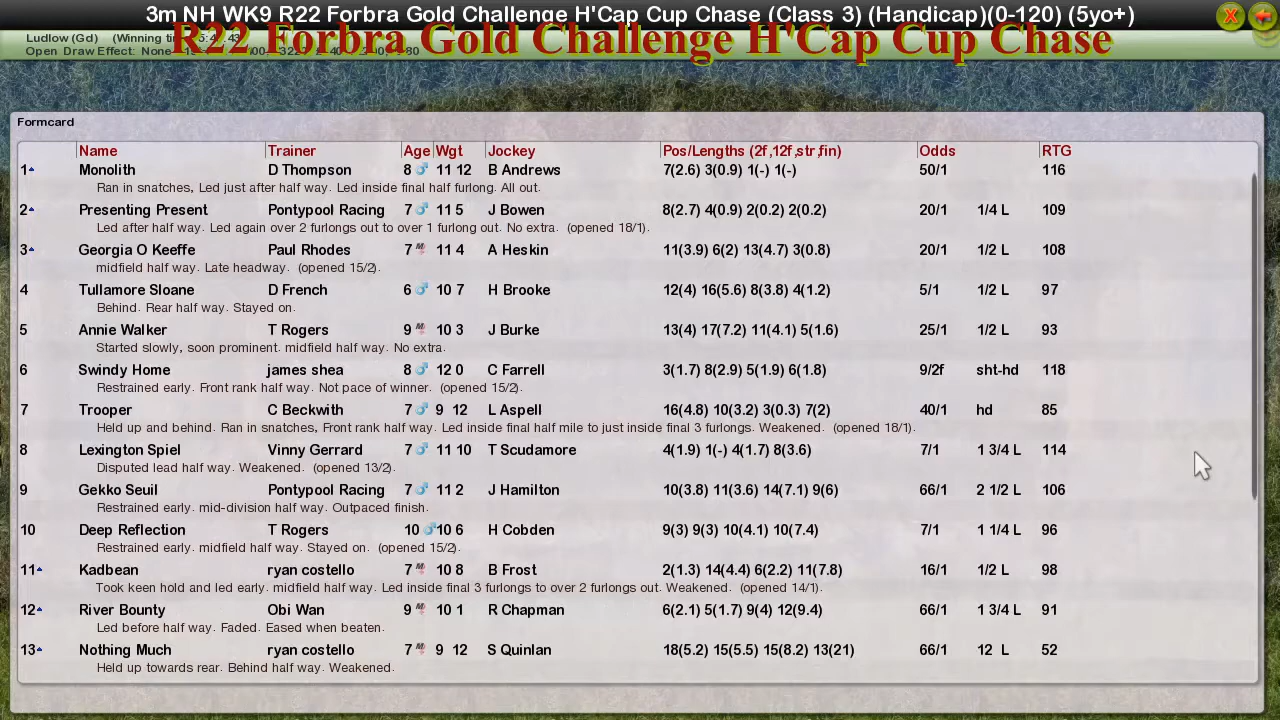 3m NH WK9 R22 Forbra Gold Challenge H'Cap Cup Chase (Class 3) (Handicap)(0-120) (5yo+)
R22 Forbra Gold Challenge H'Cap Cup Chase
Ludlow (Gd) (Winning
Open Draw Effect: None
Formcard
Name Trainer Age Wgt Jockey Pos/Lengths (2f,12f,str,fin) Odds RTG
1 Monolith D Thompson 8 11 12 B Andrews 7(2.6) 3(0.9) 1(-) 1(-) 50/1 116
Ran in snatches, Led just after half way. Led inside final half furlong. All out.
2 Presenting Present Pontypool Racing 7 11 5 J Bowen 8(2.7) 4(0.9) 2(0.2) 2(0.2) 20/1 1/4 L 109
Led after half way. Led again over 2 furlongs out to over 1 furlong out. No extra. (opened 18/1).
3 Georgia O Keeffe Paul Rhodes 7 11 4 A Heskin 11(3.9) 6(2) 13(4.7) 3(0.8) 20/1 1/2 L 108
midfield half way. Late headway. (opened 15/2).
4 Tullamore Sloane D French 6 10 7 H Brooke 12(4) 16(5.6) 8(3.8) 4(1.2) 5/1 1/2 L 97
Behind. Rear half way. Stayed on.
5 Annie Walker T Rogers 9 10 3 J Burke 13(4) 17(7.2) 11(4.1) 5(1.6) 25/1 1/2 L 93
Started slowly, soon prominent. midfield half way. No extra.
6 Swindy Home james shea 8 12 0 C Farrell 3(1.7) 8(2.9) 5(1.9) 6(1.8) 9/2f sht-hd 118
Restrained early. Front rank half way. Not pace of winner. (opened 15/2).
7 Trooper C Beckwith 7 9 12 L Aspell 16(4.8) 10(3.2) 3(0.3) 7(2) 40/1 hd 85
Held up and behind. Ran in snatches, Front rank half way. Led inside final half mile to just inside final 3 furlongs. Weakened. (opened 18/1).
8 Lexington Spiel Vinny Gerrard 7 11 10 T Scudamore 4(1.9) 1(-) 4(1.7) 8(3.6) 7/1 1 3/4 L 114
Disputed lead half way. Weakened. (opened 13/2).
9 Gekko Seuil Pontypool Racing 7 11 2 J Hamilton 10(3.8) 11(3.6) 14(7.1) 9(6) 66/1 2 1/2 L 106
Restrained early. mid-division half way. Outpaced finish.
10 Deep Reflection T Rogers 10 10 6 H Cobden 9(3) 9(3) 10(4.1) 10(7.4) 7/1 1 1/4 L 96
Restrained early. midfield half way. Stayed on. (opened 15/2).
11 Kadbean ryan costello 7 10 8 B Frost 2(1.3) 14(4.4) 6(2.2) 11(7.8) 16/1 1/2 L 98
Took keen hold and led early. midfield half way. Led inside final 3 furlongs to over 2 furlongs out. Weakened. (opened 14/1).
12 River Bounty Obi Wan 9 10 1 R Chapman 6(2.1) 5(1.7) 9(4) 12(9.4) 66/1 1 3/4 L 91
Led before half way. Faded. Eased when beaten.
13 Nothing Much ryan costello 7 9 12 S Quinlan 18(5.2) 15(5.5) 15(8.2) 13(21) 66/1 12 L 52
Held up towards rear. Behind half way. Weakened.